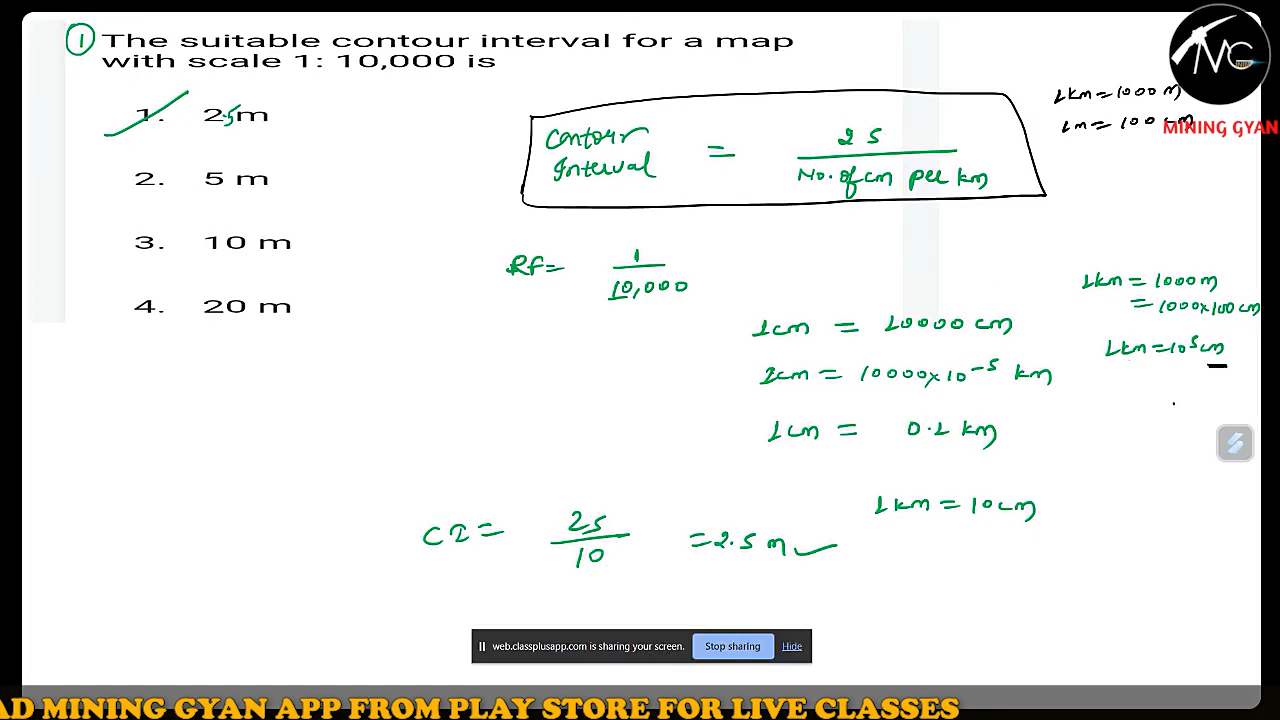 1 The suitable contour interval for a map
with scale 1: 10,000 is
1. 2.5m
2. 5 m
3. 10 m
4. 20 m
Contour Interval = 25 / No. of cm per km
MG
MINING GYAN
1km = 1000 m
1m = 100 cm
Rf = 1 / 10,000
1km = 1000m
= 1000x100cm
1km = 10⁵cm
1cm = 10000 cm
1cm = 10000x10⁻⁵ km
1cm = 0.1 km
1km = 10cm
CI = 25 / 10 = 2.5 m
web.classplusapp.com is sharing your screen. Stop sharing Hide
AD MINING GYAN APP FROM PLAY STORE FOR LIVE CLASSES